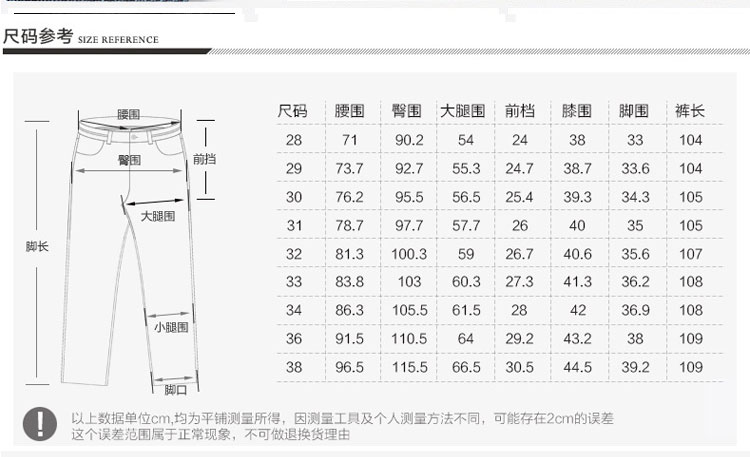 尺码参考 SIZE REFERENCE
腰围
臀围
前挡
大腿围
脚长
小腿围
脚口
尺码 腰围 臀围 大腿围 前档 膝围 脚围 裤长
28 71 90.2 54 24 38 33 104
29 73.7 92.7 55.3 24.7 38.7 33.6 104
30 76.2 95.5 56.5 25.4 39.3 34.3 105
31 78.7 97.7 57.7 26 40 35 105
32 81.3 100.3 59 26.7 40.6 35.6 107
33 83.8 103 60.3 27.3 41.3 36.2 108
34 86.3 105.5 61.5 28 42 36.9 108
36 91.5 110.5 64 29.2 43.2 38 109
38 96.5 115.5 66.5 30.5 44.5 39.2 109
以上数据单位cm,均为平铺测量所得，因测量工具及个人测量方法不同，可能存在2cm的误差
这个误差范围属于正常现象，不可做退换货理由